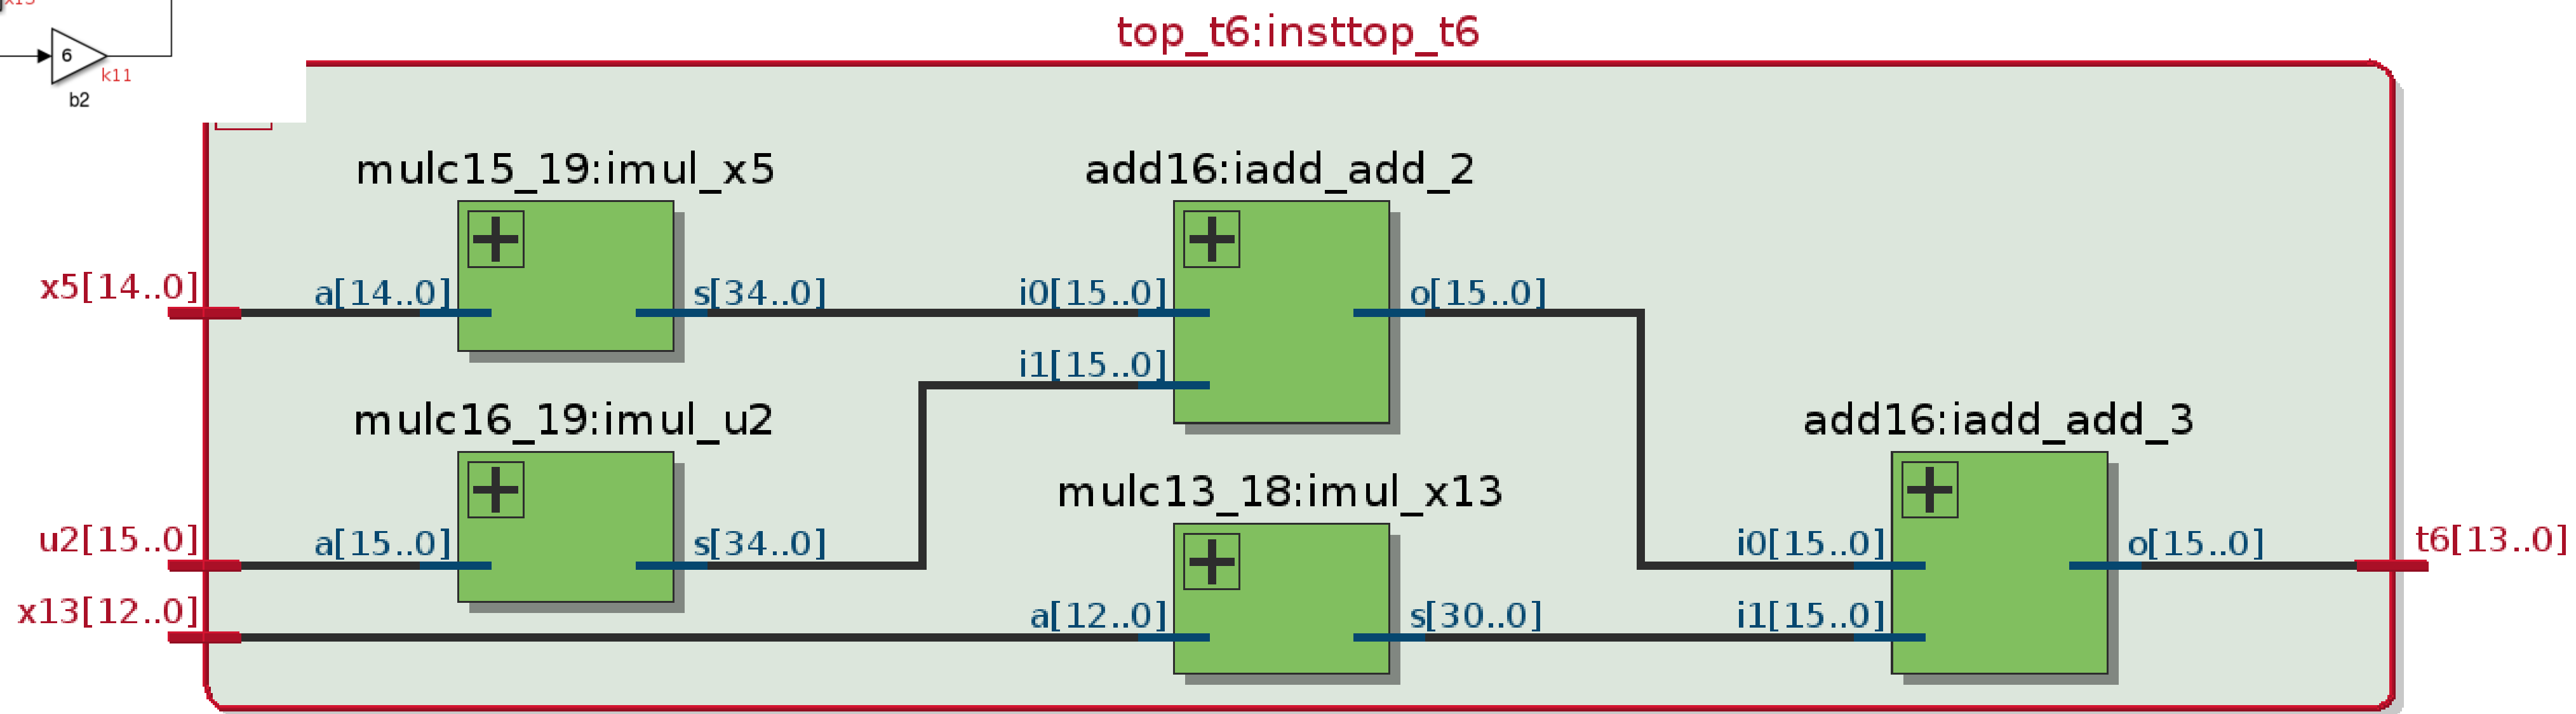 6
k11
b2
top_t6:insttop_t6
mulc15_19:imul_x5
add16:iadd_add_2
x5[14..0]
a[14..0]
s[34..0]
i0[15..0]
o[15..0]
i1[15..0]
mulc16_19:imul_u2
add16:iadd_add_3
mulc13_18:imul_x13
u2[15..0]
a[15..0]
s[34..0]
i0[15..0]
o[15..0]
t6[13..0]
x13[12..0]
a[12..0]
s[30..0]
i1[15..0]